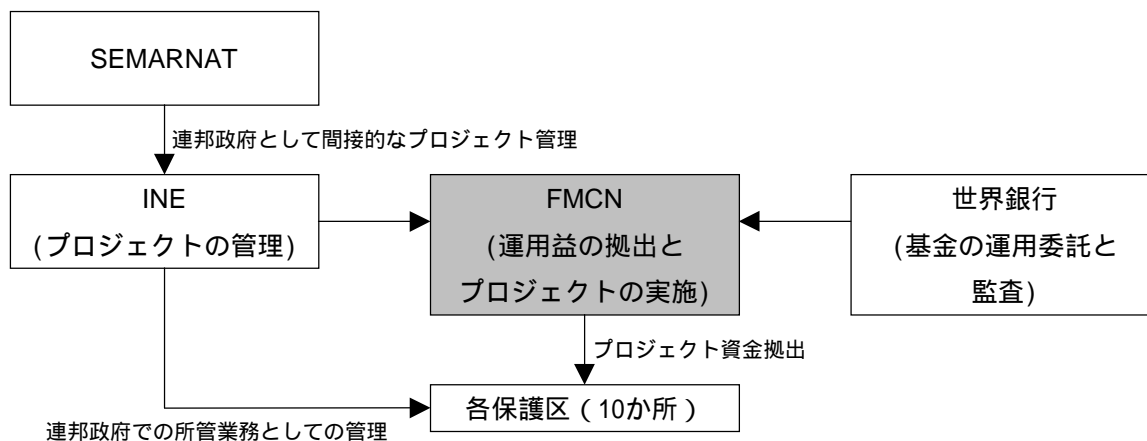 SEMARNAT
連邦政府として間接的なプロジェクト管理
INE
(プロジェクトの管理)
FMCN
(運用益の拠出と
プロジェクトの実施)
世界銀行
(基金の運用委託と
監査)
プロジェクト資金拠出
各保護区(10か所)
連邦政府での所管業務としての管理